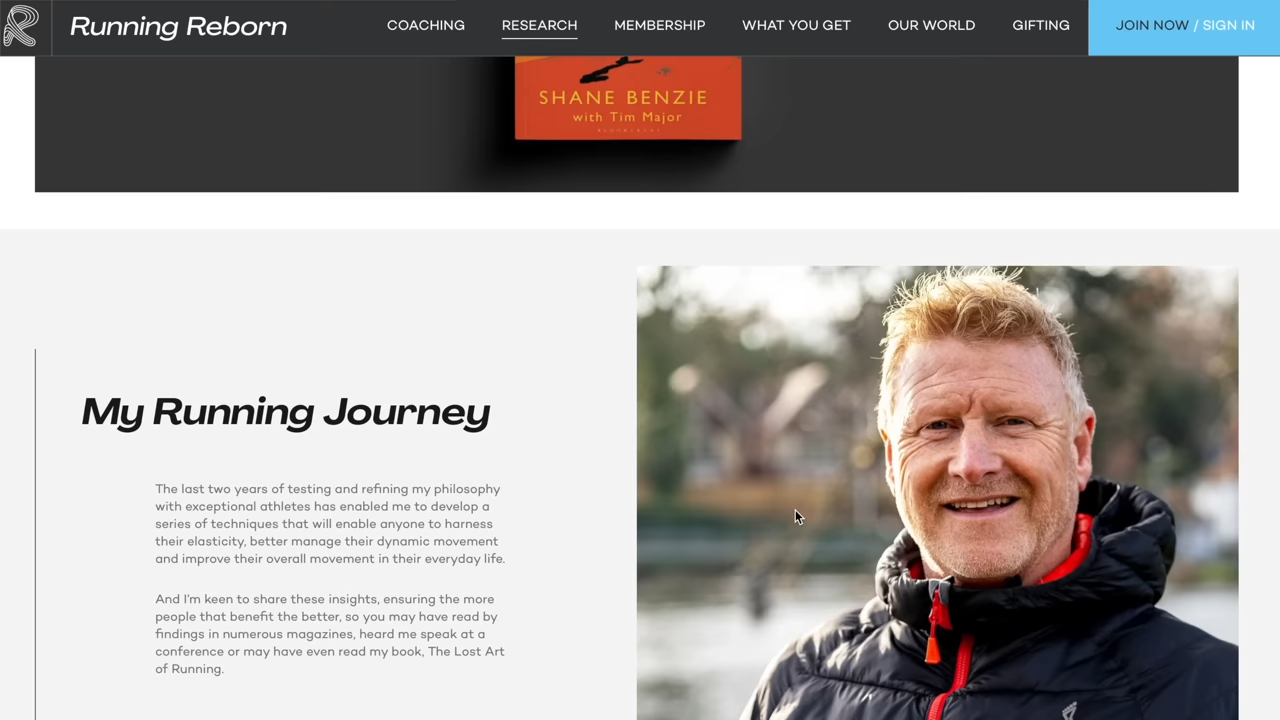 Running Reborn
COACHING
RESEARCH
MEMBERSHIP
WHAT YOU GET
OUR WORLD
GIFTING
JOIN NOW / SIGN IN
SHANE BENZIE
with Tim Major
BLOOMSBURY
My Running Journey
The last two years of testing and refining my philosophy
with exceptional athletes has enabled me to develop a
series of techniques that will enable anyone to harness
their elasticity, better manage their dynamic movement
and improve their overall movement in their everyday life.
And I'm keen to share these insights, ensuring the more
people that benefit the better, so you may have read by
findings in numerous magazines, heard me speak at a
conference or may have even read my book, The Lost Art
of Running.